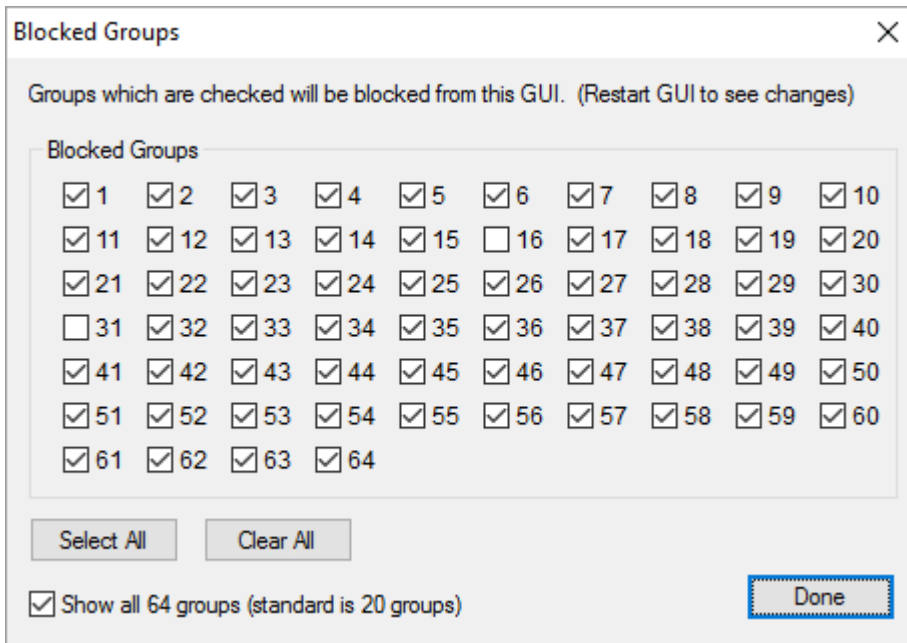 Blocked Groups
Groups which are checked will be blocked from this GUI. (Restart GUI to see changes)
Blocked Groups
1 2 3 4 5 6 7 8 9 10
11 12 13 14 15 16 17 18 19 20
21 22 23 24 25 26 27 28 29 30
31 32 33 34 35 36 37 38 39 40
41 42 43 44 45 46 47 48 49 50
51 52 53 54 55 56 57 58 59 60
61 62 63 64
Select All Clear All
Show all 64 groups (standard is 20 groups) Done